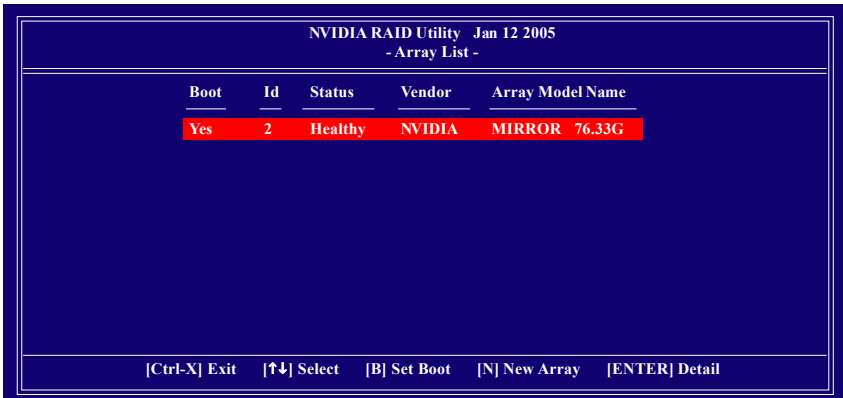 NVIDIA RAID Utility Jan 12 2005
- Array List -
Boot Id Status Vendor Array Model Name
Yes 2 Healthy NVIDIA MIRROR 76.33G
[Ctrl-X] Exit [↑↓] Select [B] Set Boot [N] New Array [ENTER] Detail